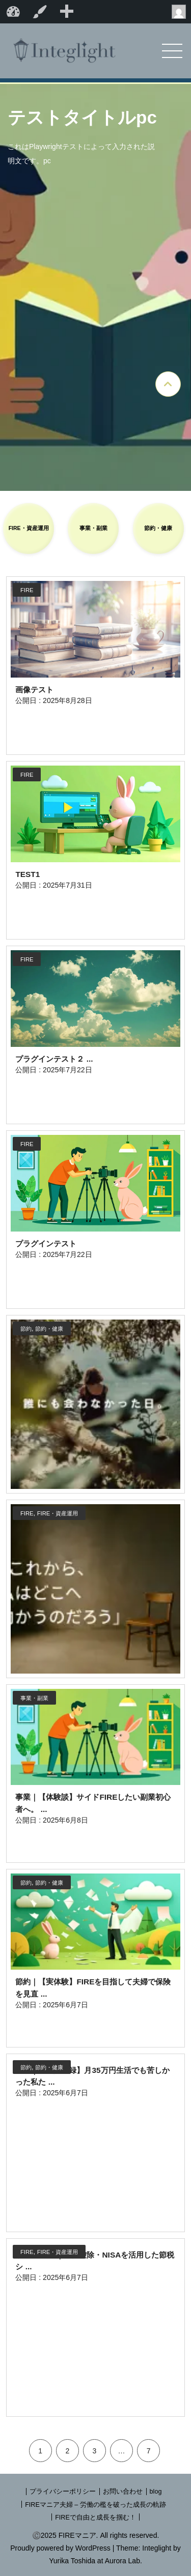 Integlight
テストタイトルpc
これはPlaywrightテストによって入力された説
明文です。pc
FIRE・資産運用
事業・副業
節約・健康
FIRE
画像テスト
公開日 : 2025年8月28日
FIRE
TEST1
公開日 : 2025年7月31日
FIRE
プラグインテスト２ ...
公開日 : 2025年7月22日
FIRE
プラグインテスト
公開日 : 2025年7月22日
節約, 節約・健康
誰にも会わなかった日。
FIRE, FIRE・資産運用
これから、
はどこへ
かうのだろう」
事業・副業
事業｜【体験談】サイドFIREしたい副業初心
者へ。 ...
公開日 : 2025年6月8日
節約, 節約・健康
節約｜【実体験】FIREを目指して夫婦で保険
を見直 ...
公開日 : 2025年6月7日
節約, 節約・健康
録】月35万円生活でも苦しか
った私た ...
公開日 : 2025年6月7日
FIRE, FIRE・資産運用
除・NISAを活用した節税
シ ...
公開日 : 2025年6月7日
1 2 3 … 7
| プライバシーポリシー | お問い合わせ | blog
| FIREマニア夫婦 – 労働の檻を破った成長の軌跡
| FIREで自由と成長を掴む！ |
©2025 FIREマニア. All rights reserved.
Proudly powered by WordPress | Theme: Integlight by
Yurika Toshida at Aurora Lab.